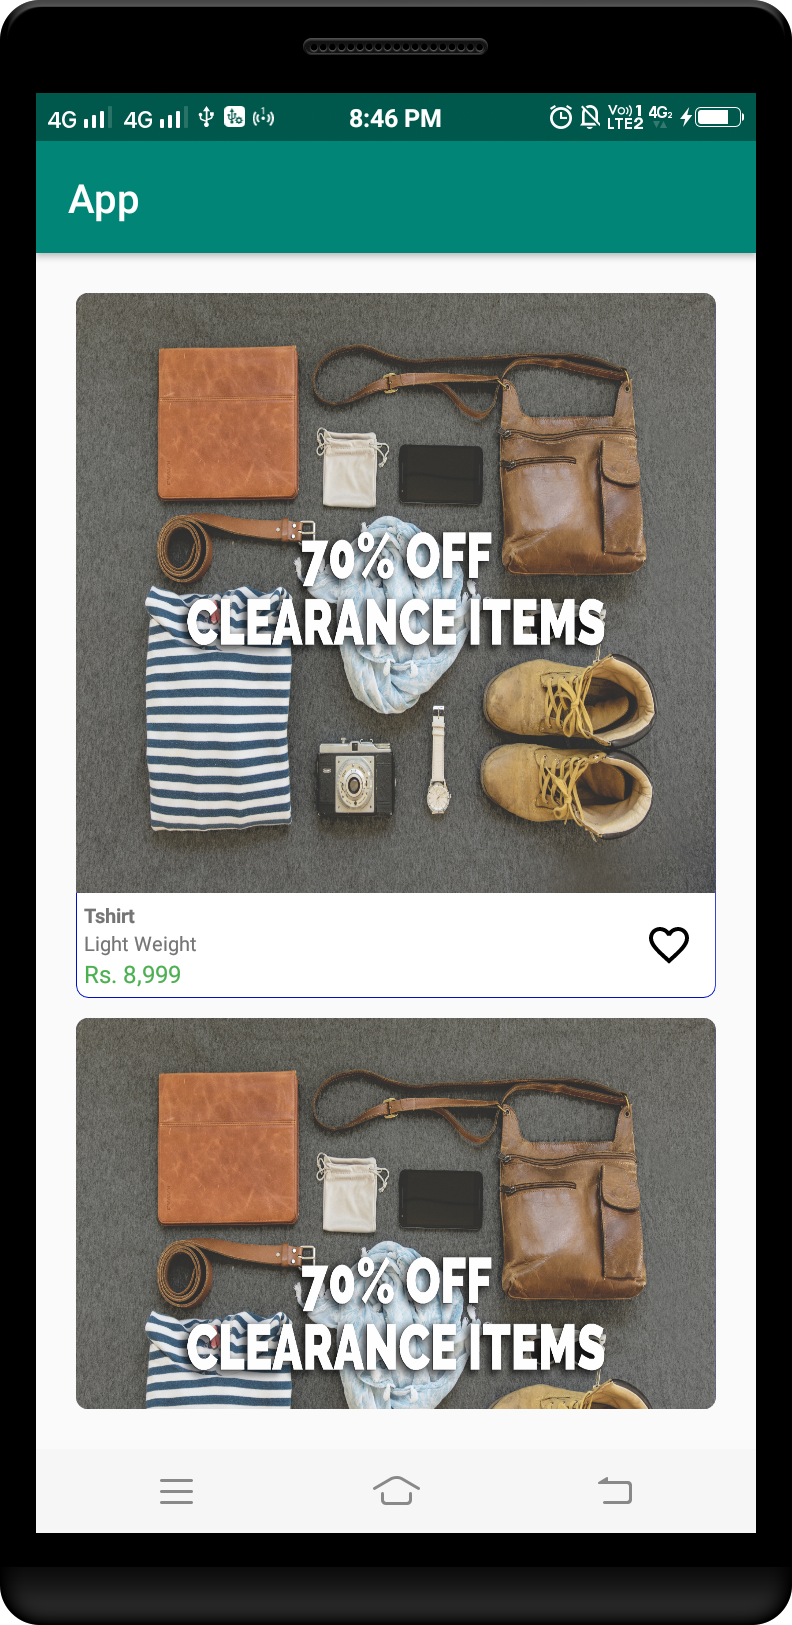 4G 4G 8:46 PM Vo)) 1 LTE2 4G2
App
70% OFF
CLEARANCE ITEMS
Tshirt
Light Weight
Rs. 8,999
70% OFF
CLEARANCE ITEMS